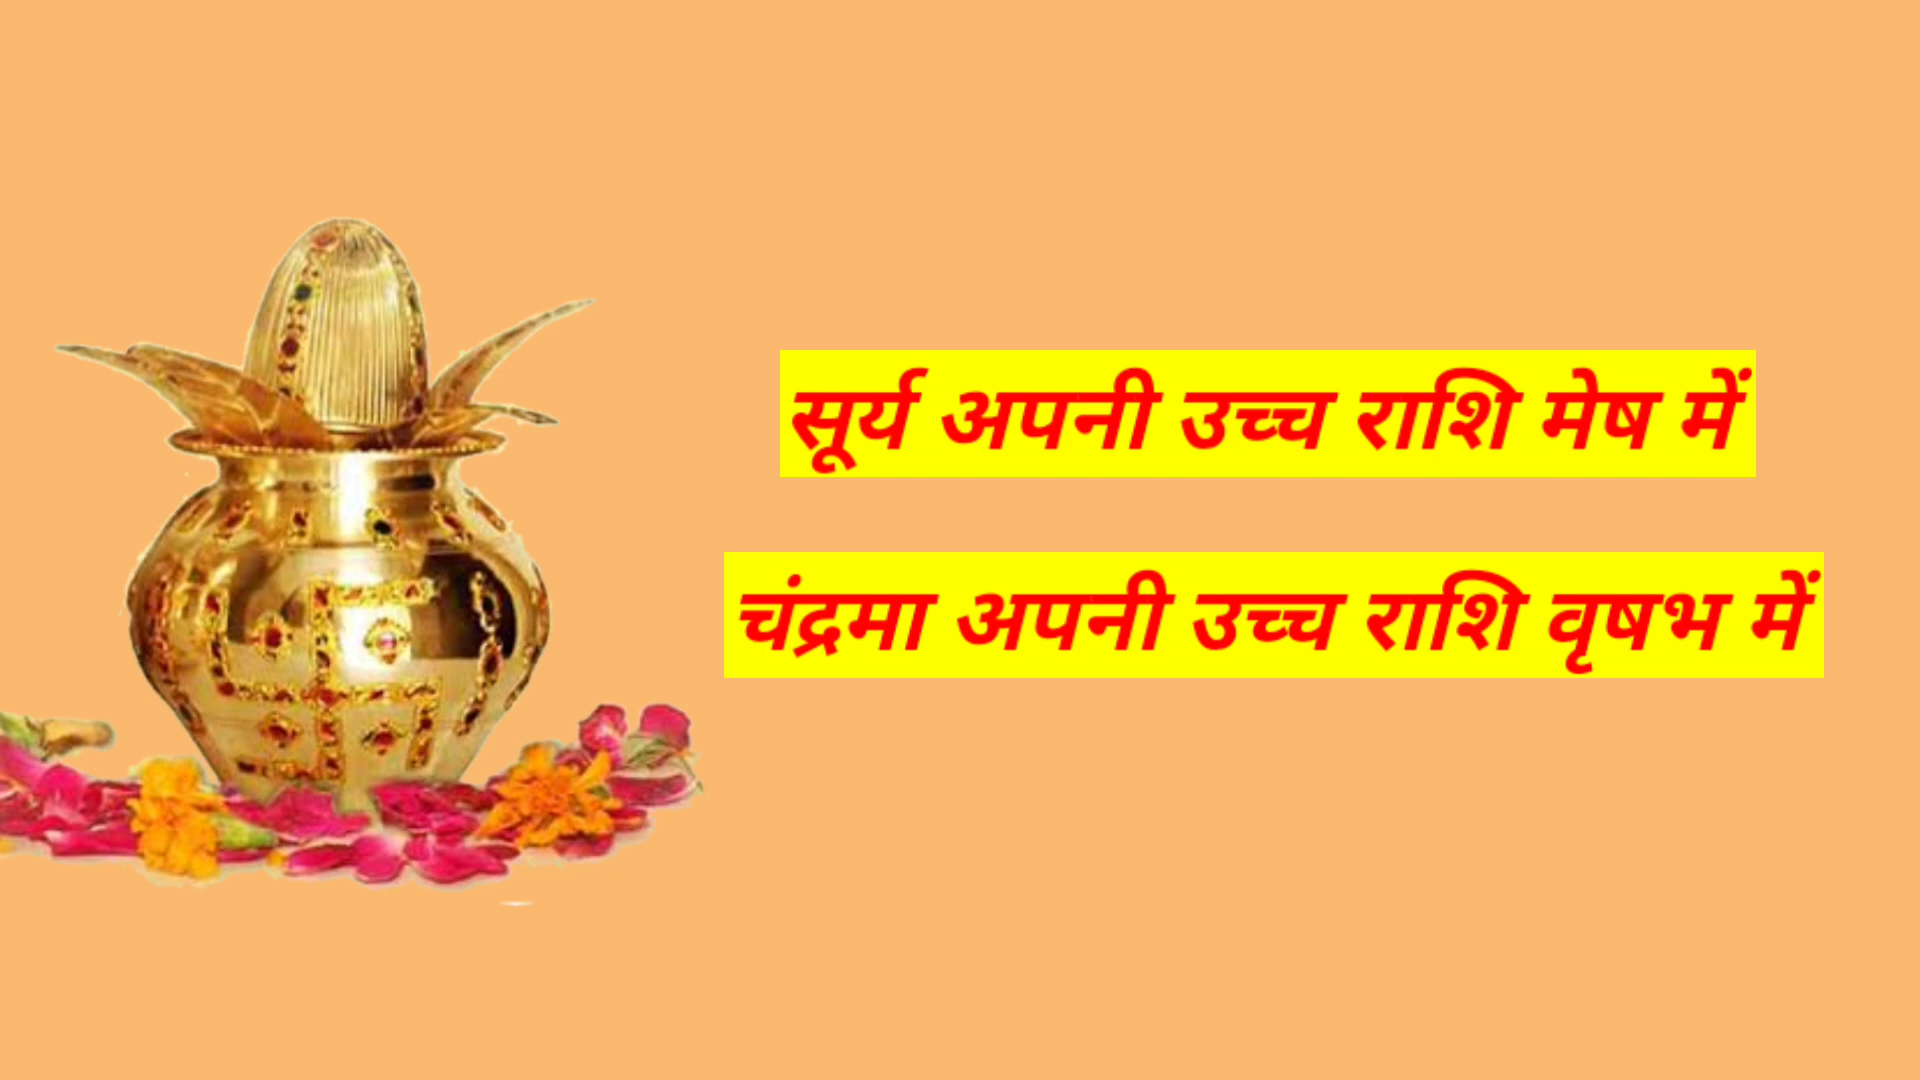 सूर्य अपनी उच्च राशि मेष में
चंद्रमा अपनी उच्च राशि वृषभ में